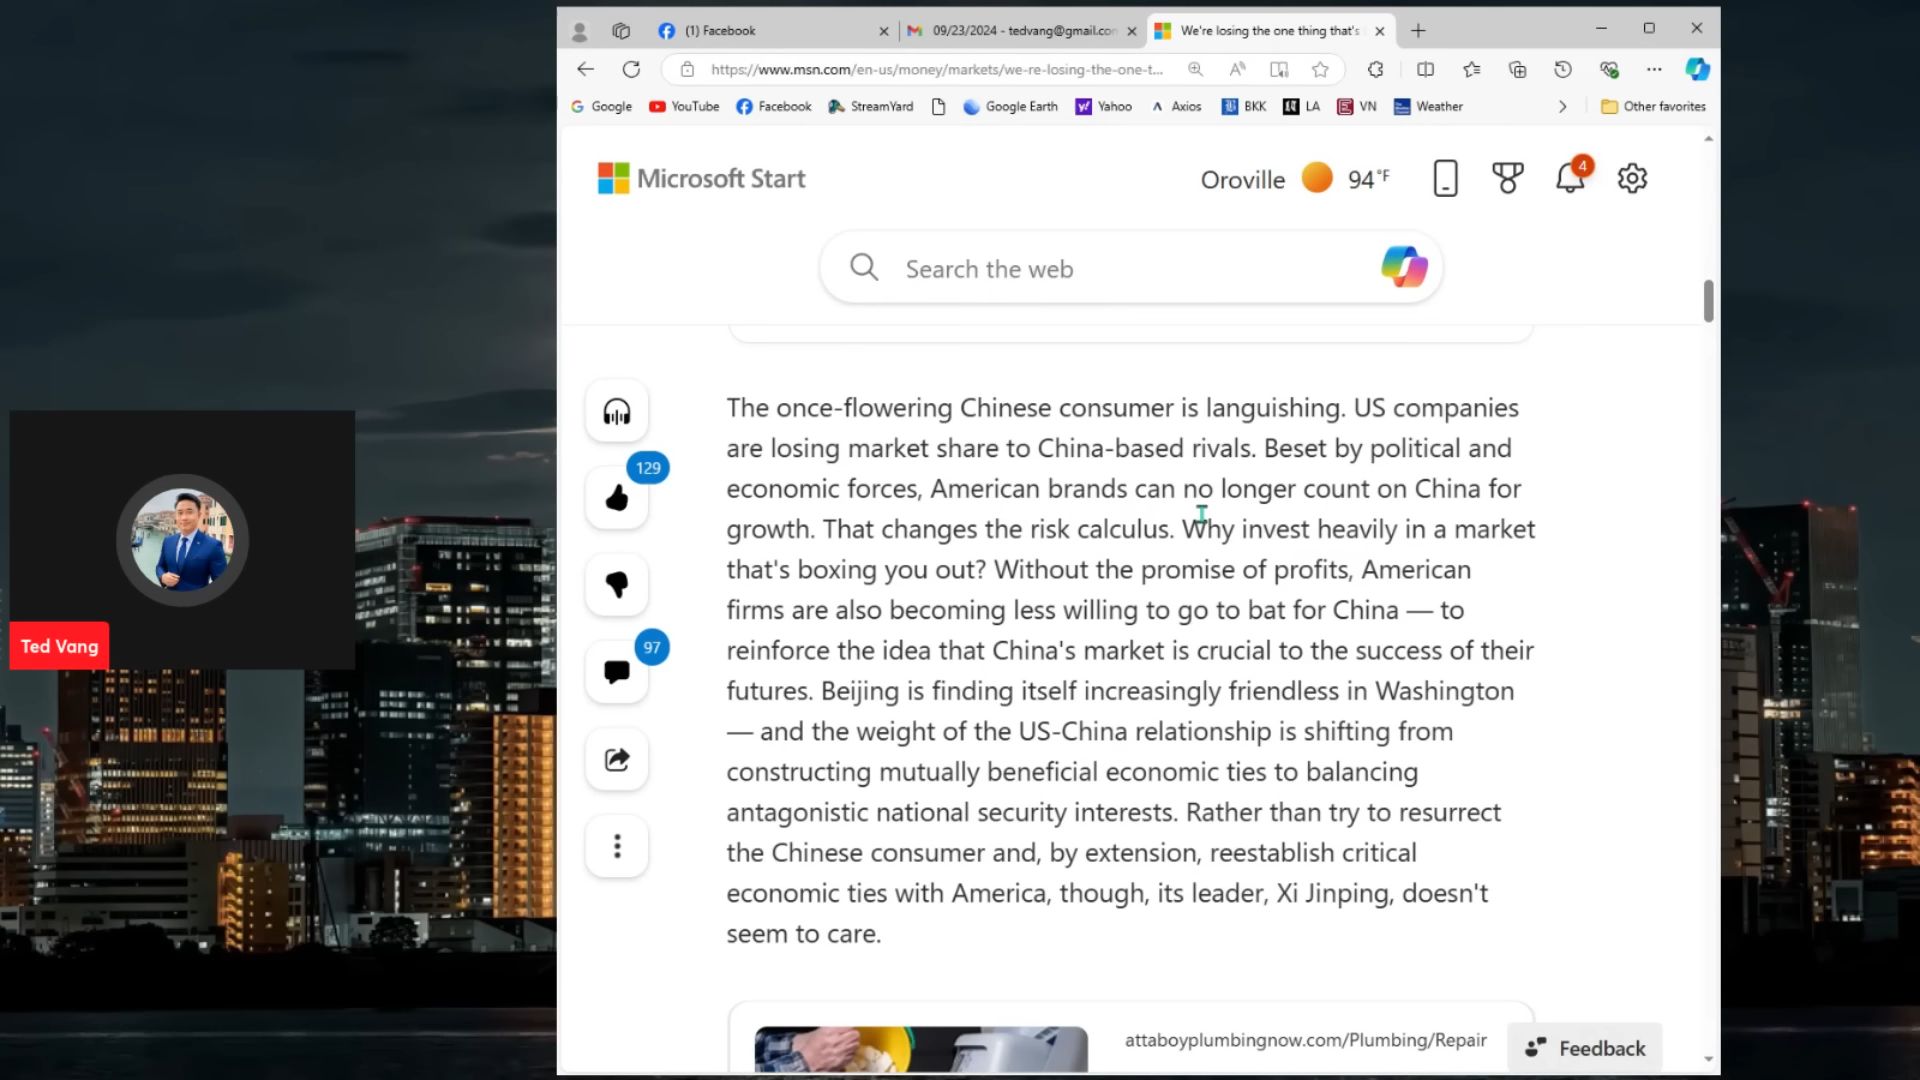 (1) Facebook
09/23/2024 - tedvang@gmail.com
We're losing the one thing that's
https://www.msn.com/en-us/money/markets/we-re-losing-the-one-t...
Google YouTube Facebook StreamYard Google Earth Yahoo Axios BKK LA VN Weather Other favorites
Microsoft Start
Oroville 94°F
4
Search the web
The once-flowering Chinese consumer is languishing. US companies
are losing market share to China-based rivals. Beset by political and
economic forces, American brands can no longer count on China for
growth. That changes the risk calculus. Why invest heavily in a market
that's boxing you out? Without the promise of profits, American
firms are also becoming less willing to go to bat for China — to
reinforce the idea that China's market is crucial to the success of their
futures. Beijing is finding itself increasingly friendless in Washington
— and the weight of the US-China relationship is shifting from
constructing mutually beneficial economic ties to balancing
antagonistic national security interests. Rather than try to resurrect
the Chinese consumer and, by extension, reestablish critical
economic ties with America, though, its leader, Xi Jinping, doesn't
seem to care.
129
97
attaboyplumbingnow.com/Plumbing/Repair
Feedback
Ted Vang